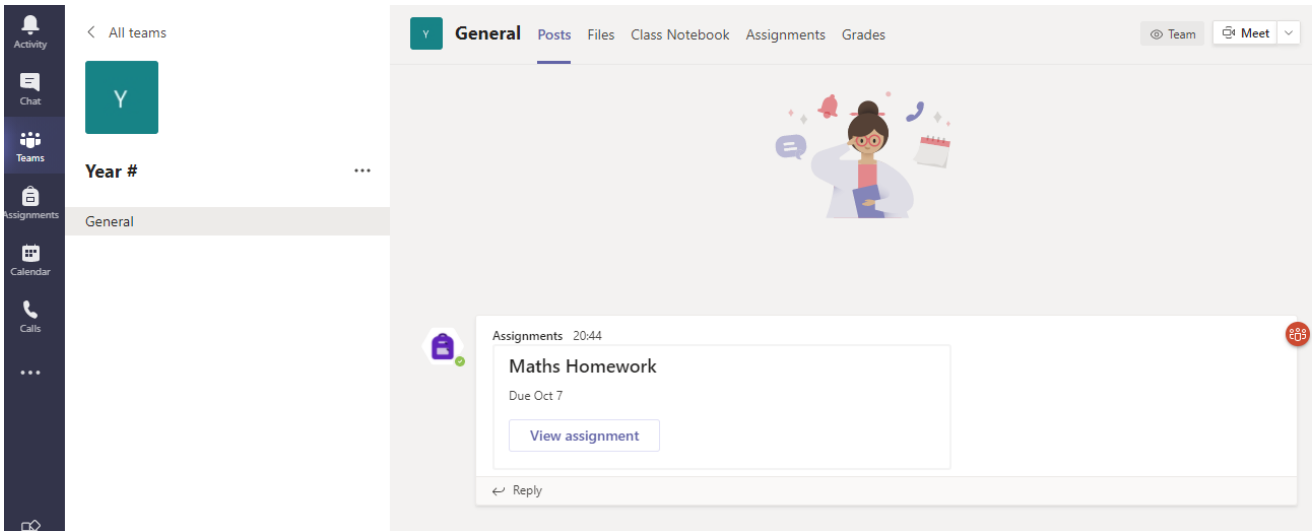 Activity
Chat
Teams
Assignments
Calendar
Calls
All teams
Y
Year #
General
Y
General Posts Files Class Notebook Assignments Grades
Team
Meet
Assignments 20:44
Maths Homework
Due Oct 7
View assignment
Reply